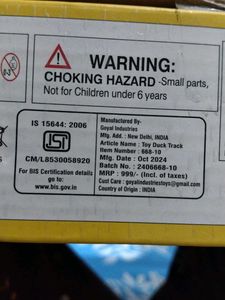 WARNING:
CHOKING HAZARD -Small parts,
Not for Children under 6 years
0-3
IS 15644: 2006
CM/L8530058920
For BIS Certification details
go to www.bis.gov.in
Manufactured By-
Goyal Industries
Mfg. Add. : New Delhi, INDIA
Article Name : Toy Duck Track
Item Number : 668-10
Mfg. Date : Oct 2024
Batch No. - 2406668-10
MRP : 999/- (Incl. of taxes)
Cust Care : goyalindustriestoys@gmail.com
Country of Origin : INDIA